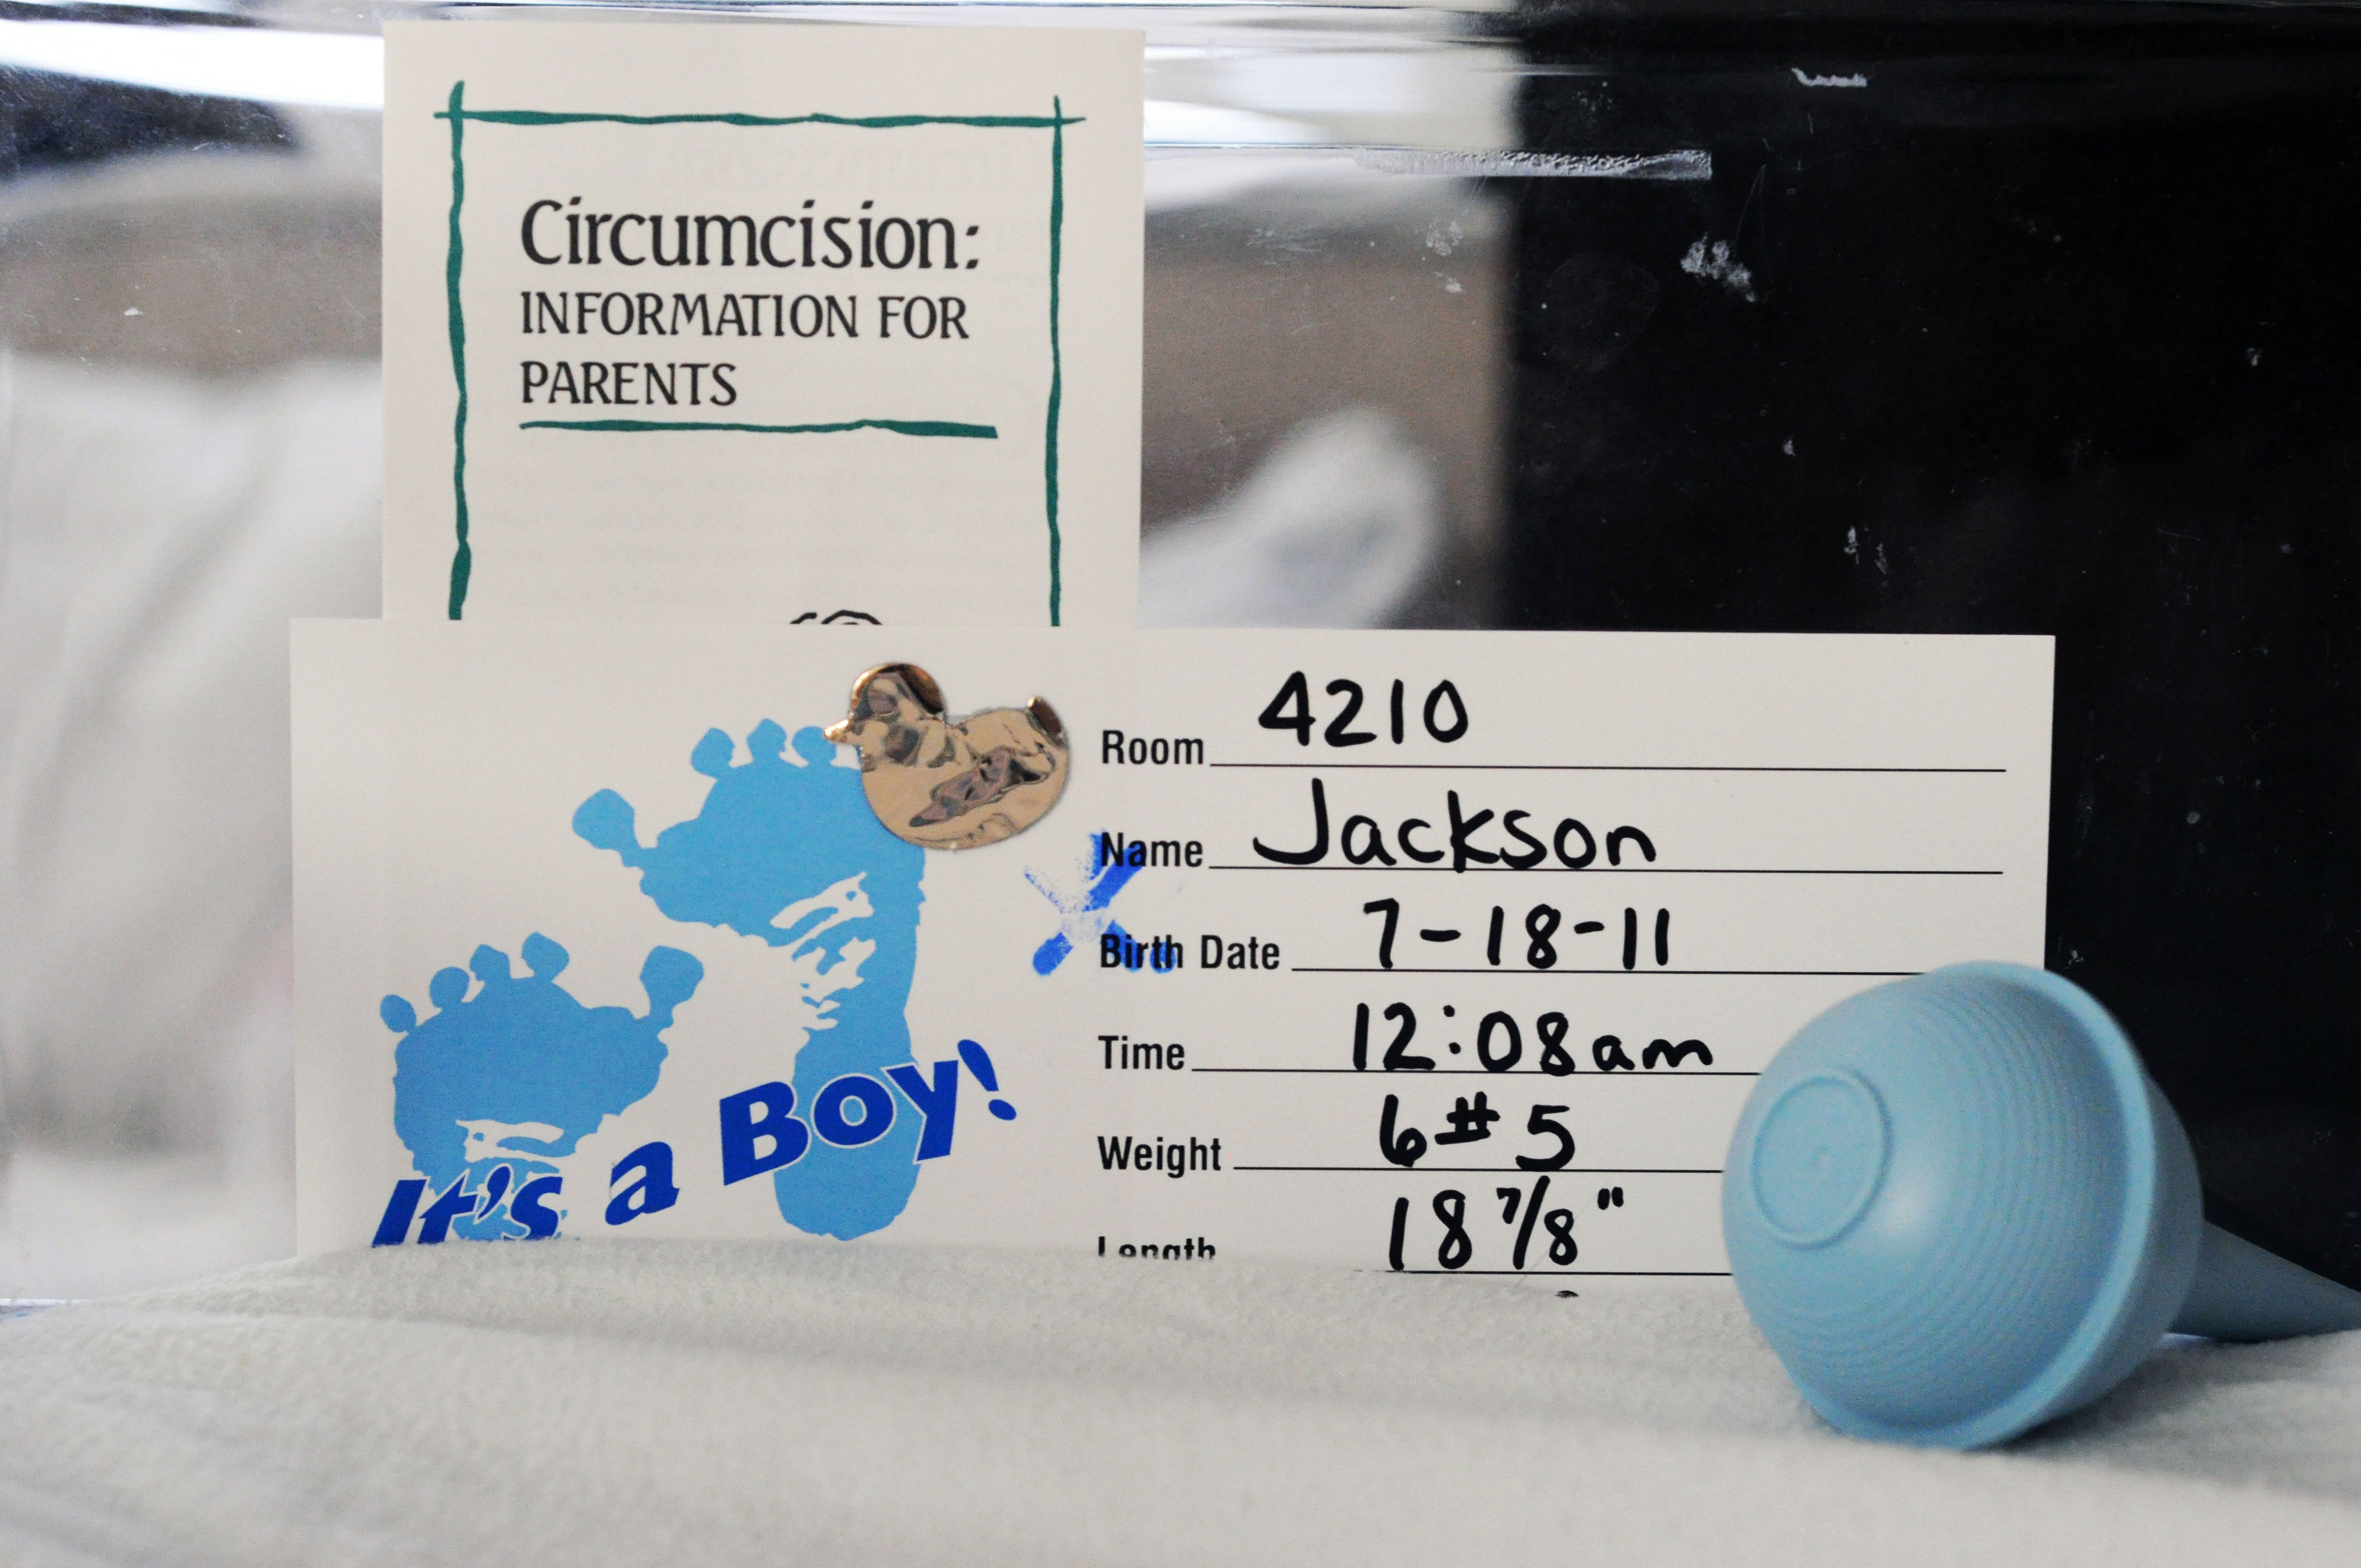 Circumcision:
INFORMATION FOR
PARENTS
Room 4210
Name Jackson
Birth Date 7-18-11
Time 12:08am
Weight 6# 5
Length 18 7/8"
It's a Boy!